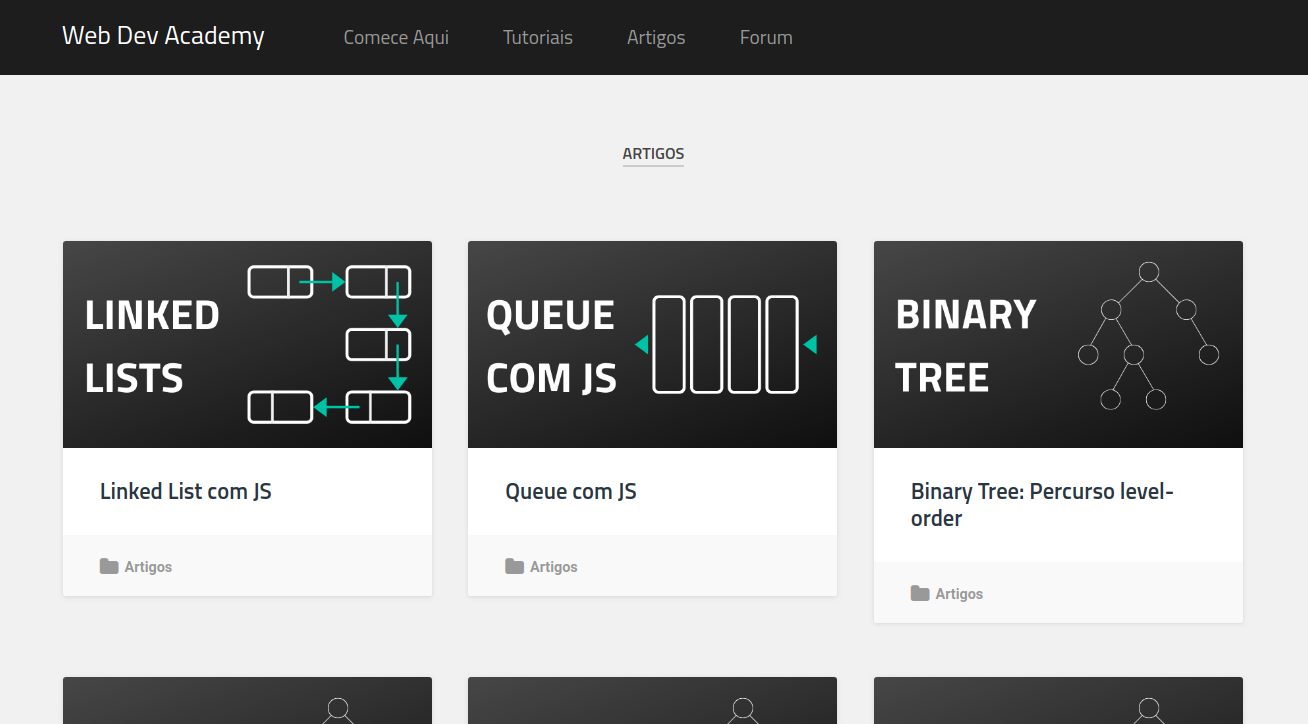 Web Dev Academy
Comece Aqui
Tutoriais
Artigos
Forum
ARTIGOS
LINKED
LISTS
Linked List com JS
Artigos
QUEUE
COM JS
Queue com JS
Artigos
BINARY
TREE
Binary Tree: Percurso level-
order
Artigos